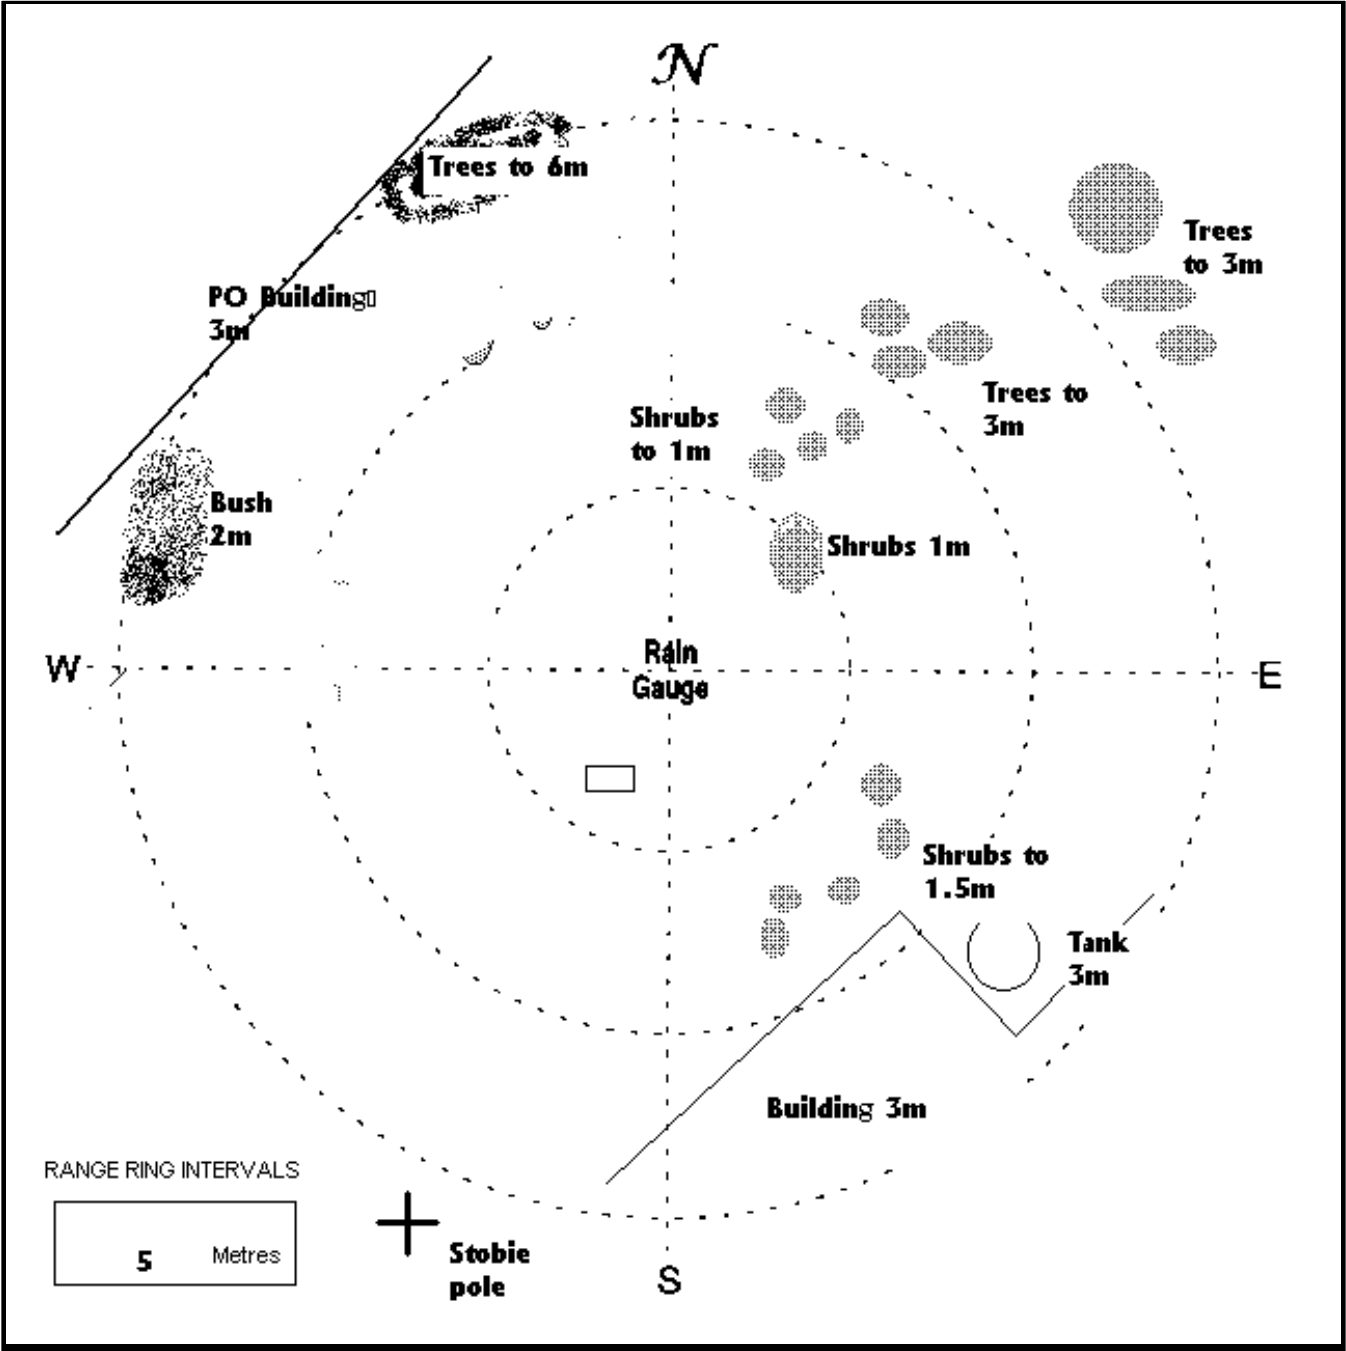 N
Trees to 6m
Trees
to 3m
PO Building▯
3m
Trees to
3m
Shrubs
to 1m
Bush
2m
Shrubs 1m
Rain
Gauge
W
E
Shrubs to
1.5m
Tank
3m
Building 3m
RANGE RING INTERVALS
5 Metres
Stobie
pole
S